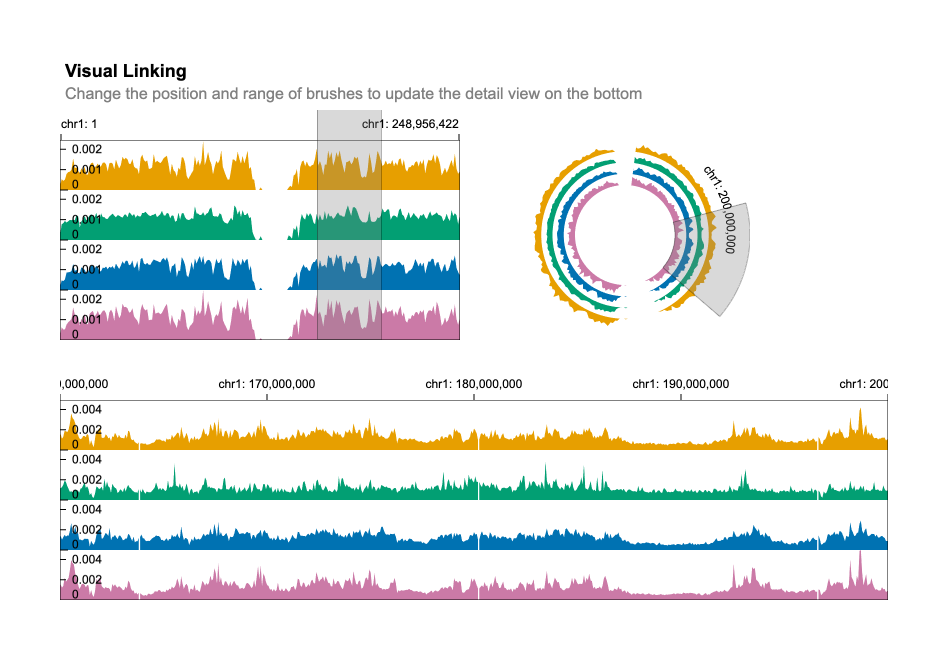 Visual Linking
Change the position and range of brushes to update the detail view on the bottom
chr1: 1
chr1: 248,956,422
0.002
0.001
0
0.002
0.001
0
0.002
0.001
0
0.002
0.001
0
chr1: 200,000,000
0,000,000
chr1: 170,000,000
chr1: 180,000,000
chr1: 190,000,000
chr1: 200
0.004
0.002
0
0.004
0.002
0
0.004
0.002
0
0.004
0.002
0